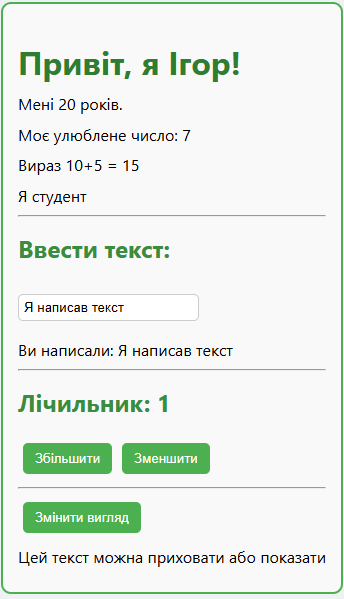 Привіт, я Ігор!
Мені 20 років.
Моє улюблене число: 7
Вираз 10+5 = 15
Я студент
Ввести текст:
Я написав текст
Ви написали: Я написав текст
Лічильник: 1
Збільшити Зменшити
Змінити вигляд
Цей текст можна приховати або показати